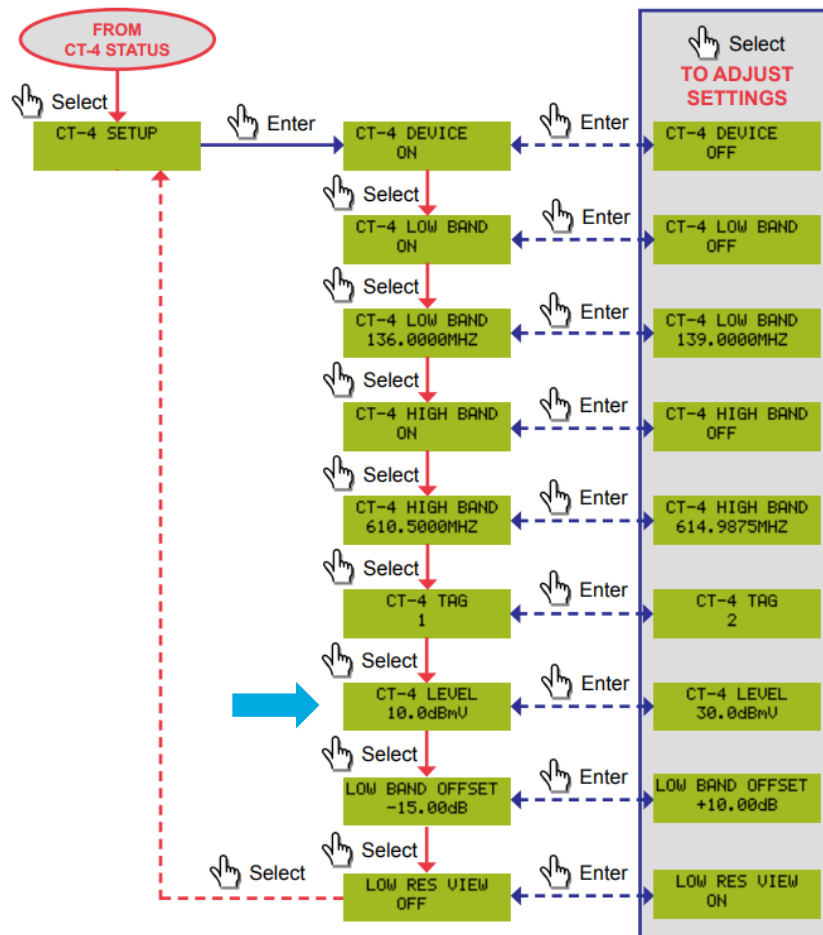 FROM
CT-4 STATUS
Select
TO ADJUST
SETTINGS
Select
CT-4 SETUP
Enter
CT-4 DEVICE
ON
Enter
CT-4 DEVICE
OFF
Select
CT-4 LOW BAND
ON
Enter
CT-4 LOW BAND
OFF
Select
CT-4 LOW BAND
136.0000MHZ
Enter
CT-4 LOW BAND
139.0000MHZ
Select
CT-4 HIGH BAND
ON
Enter
CT-4 HIGH BAND
OFF
Select
CT-4 HIGH BAND
610.5000MHZ
Enter
CT-4 HIGH BAND
614.9875MHZ
Select
CT-4 TAG
1
Enter
CT-4 TAG
2
Select
CT-4 LEVEL
10.0dBmV
Enter
CT-4 LEVEL
30.0dBmV
Select
LOW BAND OFFSET
-15.00dB
Enter
LOW BAND OFFSET
+10.00dB
Select
Select
LOW RES VIEW
OFF
Enter
LOW RES VIEW
ON